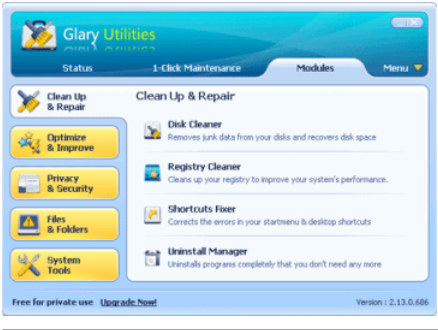 Glary Utilities
Status 1-Click Maintenance Modules Menu
Clean Up
& Repair
Optimize
& Improve
Privacy
& Security
Files
& Folders
System
Tools
Clean Up & Repair
Disk Cleaner
Removes junk data from your disks and recovers disk space
Registry Cleaner
Cleans up your registry to improve your system's performance.
Shortcuts Fixer
Corrects the errors in your startmenu & desktop shortcuts
Uninstall Manager
Uninstalls programs completely that you don't need any more
Free for private use Upgrade Now! Version : 2.13.0.686